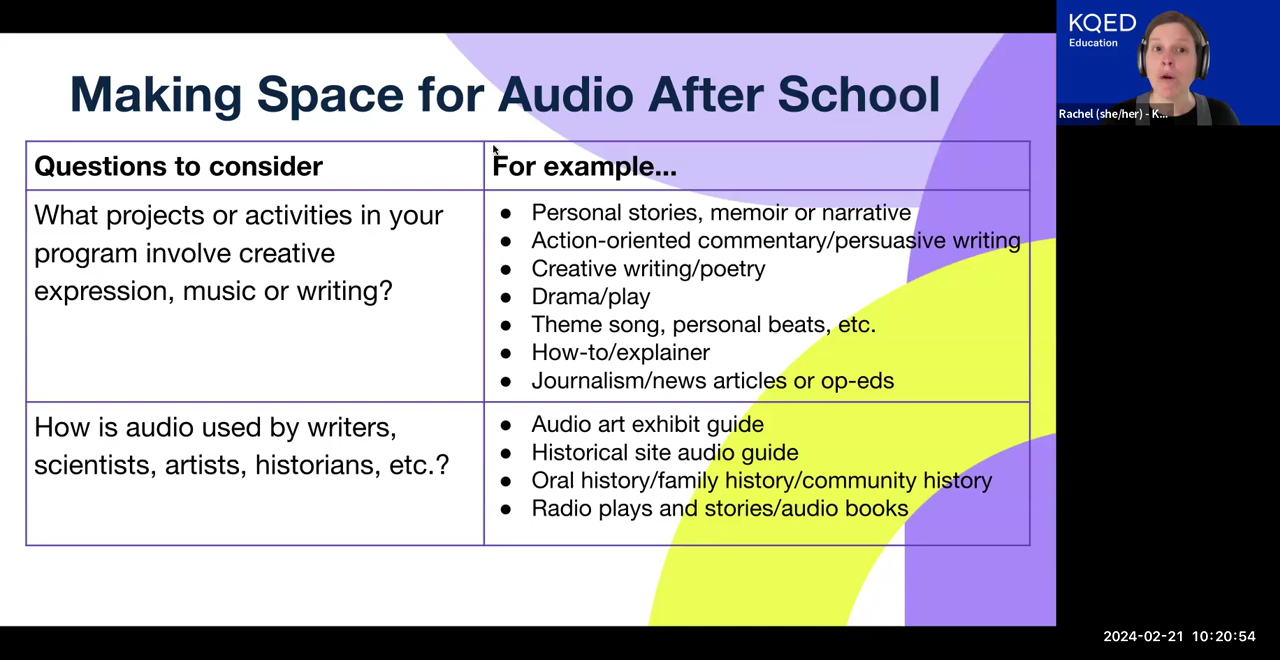 Making Space for Audio After School
Questions to consider
For example...
What projects or activities in your
program involve creative
expression, music or writing?
● Personal stories, memoir or narrative
● Action-oriented commentary/persuasive writing
● Creative writing/poetry
● Drama/play
● Theme song, personal beats, etc.
● How-to/explainer
● Journalism/news articles or op-eds
How is audio used by writers,
scientists, artists, historians, etc.?
● Audio art exhibit guide
● Historical site audio guide
● Oral history/family history/community history
● Radio plays and stories/audio books
KQED
Education
Rachel (she/her) - K...
2024-02-21 10:20:54